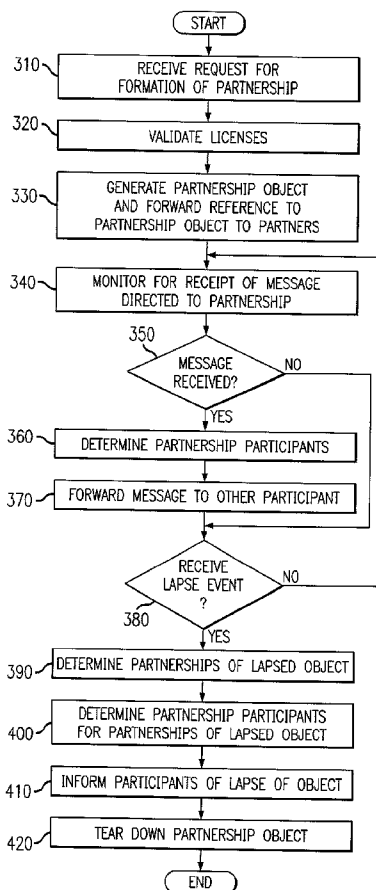 START
310
RECEIVE REQUEST FOR
FORMATION OF PARTNERSHIP
320
VALIDATE LICENSES
330
GENERATE PARTNERSHIP OBJECT
AND FORWARD REFERENCE TO
PARTNERSHIP OBJECT TO PARTNERS
340
MONITOR FOR RECEIPT OF MESSAGE
DIRECTED TO PARTNERSHIP
350
MESSAGE
RECEIVED?
NO
YES
360
DETERMINE PARTNERSHIP PARTICIPANTS
370
FORWARD MESSAGE TO OTHER PARTICIPANT
RECEIVE
LAPSE EVENT
?
NO
380
YES
390
DETERMINE PARTNERSHIPS OF LAPSED OBJECT
400
DETERMINE PARTNERSHIP PARTICIPANTS
FOR PARTNERSHIPS OF LAPSED OBJECT
410
INFORM PARTICIPANTS OF LAPSE OF OBJECT
420
TEAR DOWN PARTNERSHIP OBJECT
END